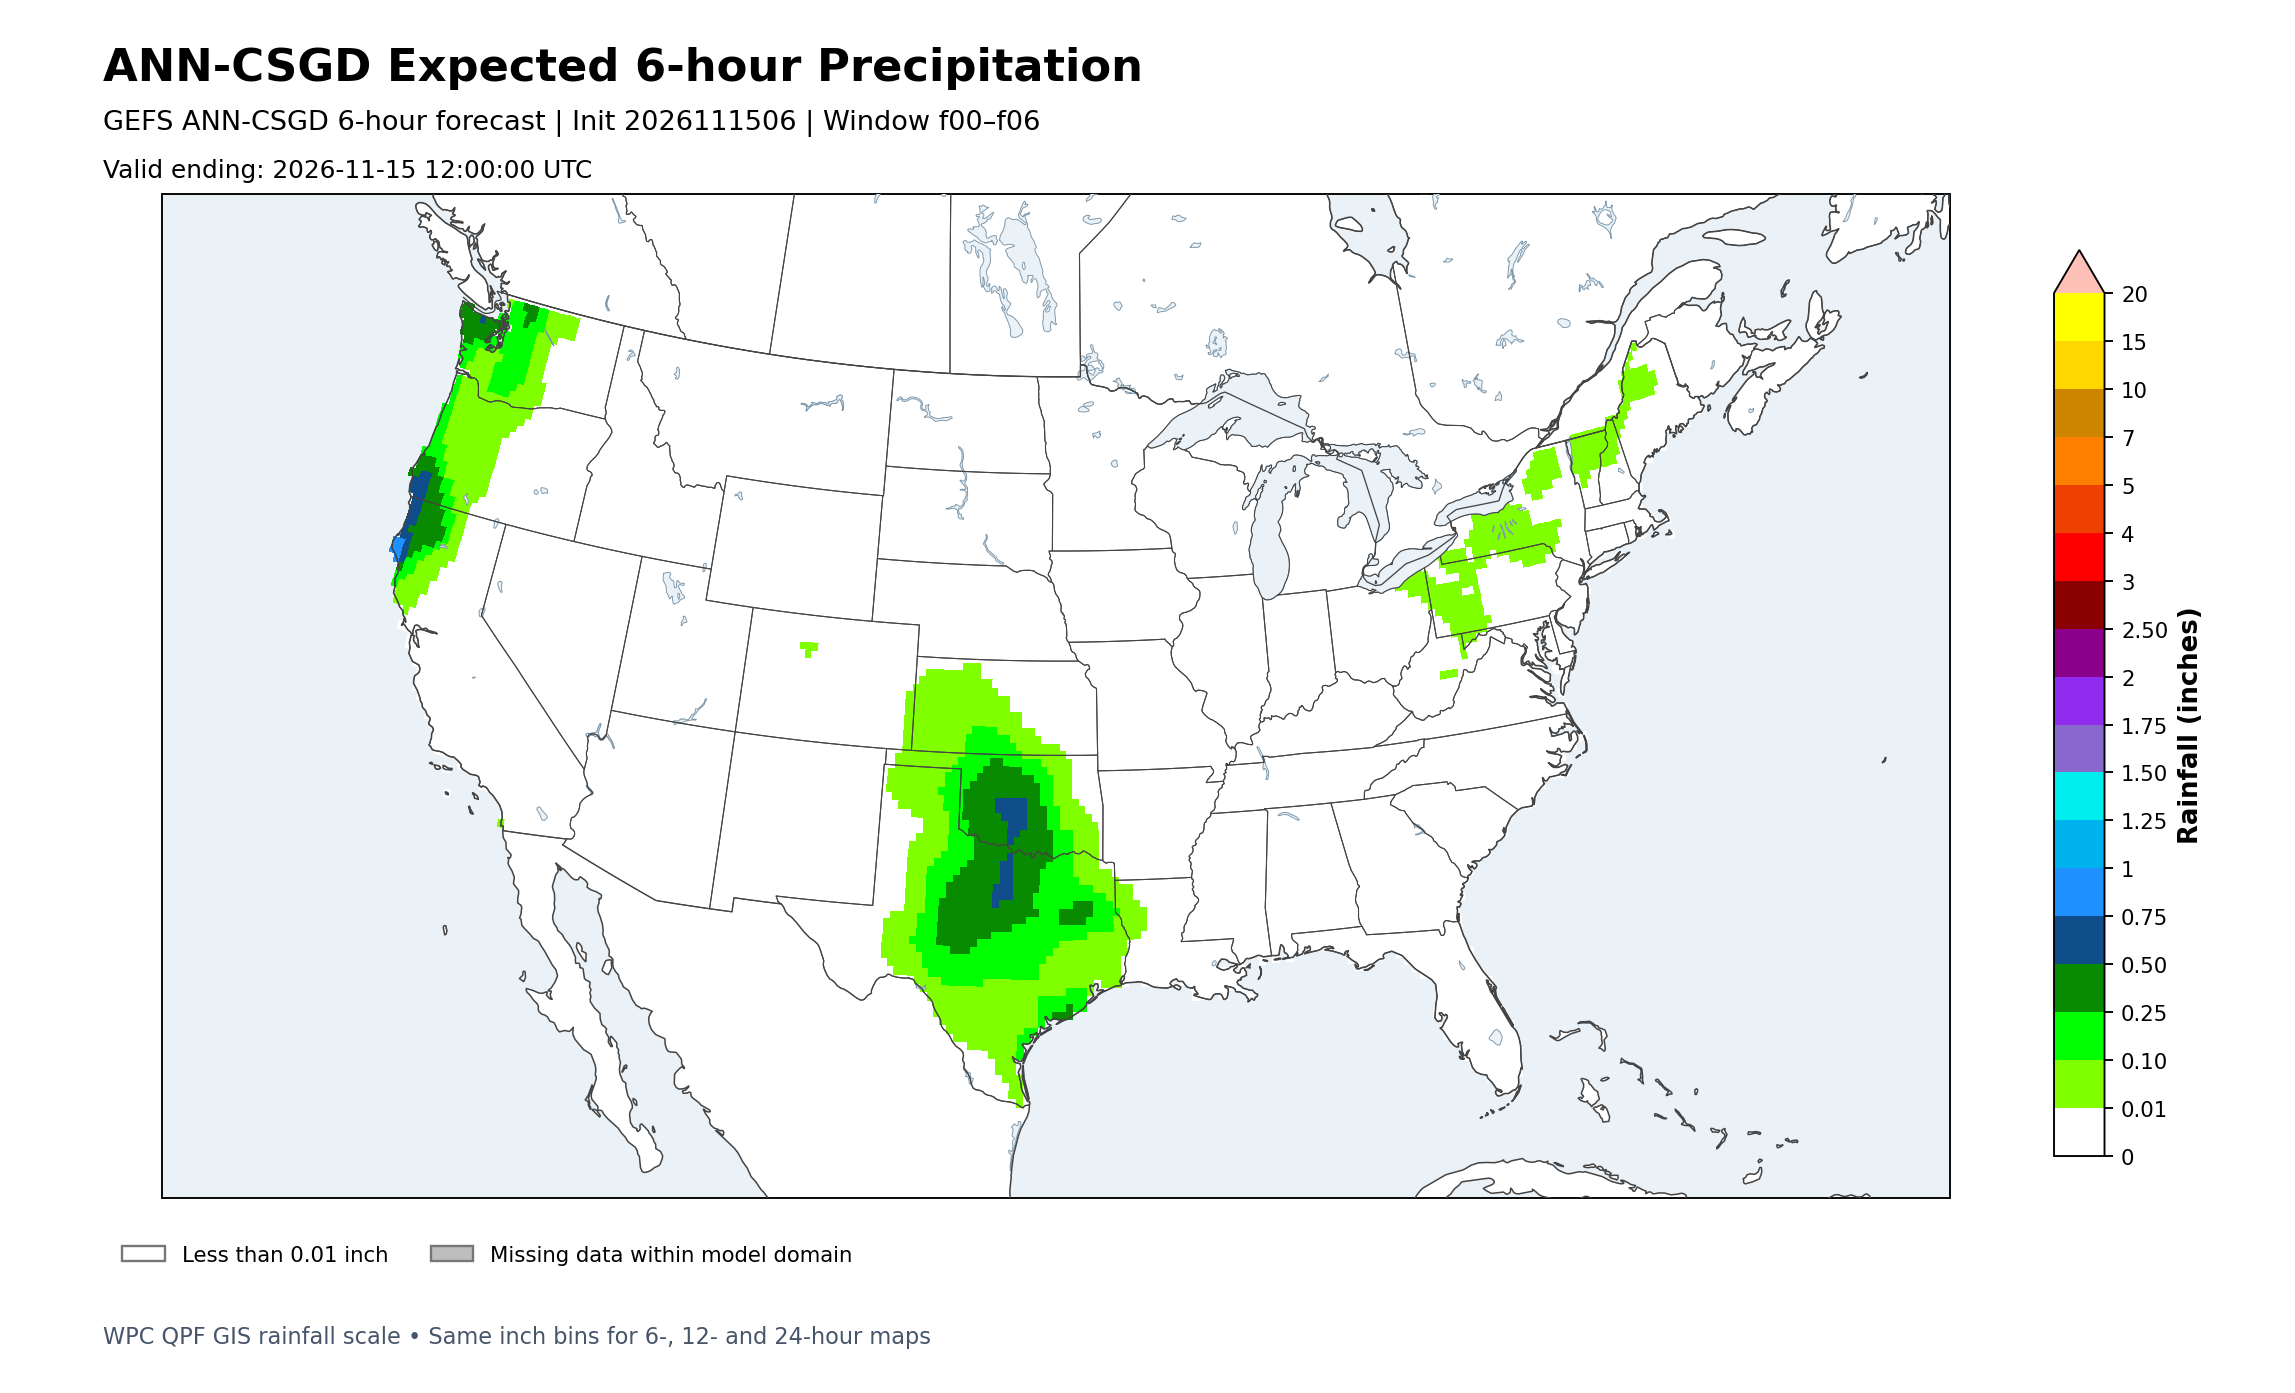 ANN-CSGD Expected 6-hour Precipitation
GEFS ANN-CSGD 6-hour forecast | Init 2026111506 | Window f00–f06
Valid ending: 2026-11-15 12:00:00 UTC
20
15
10
7
5
4
3
2.50
2
1.75
1.50
1.25
1
0.75
0.50
0.25
0.10
0.01
0
Rainfall (inches)
Less than 0.01 inch
Missing data within model domain
WPC QPF GIS rainfall scale • Same inch bins for 6-, 12- and 24-hour maps